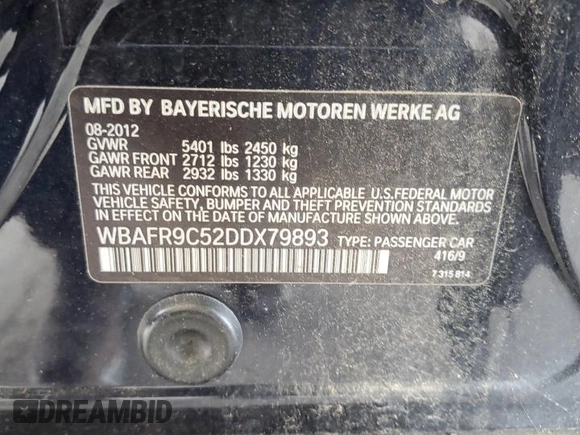 MFD BY BAYERISCHE MOTOREN WERKE AG
08-2012
GVWR 5401 lbs 2450 kg
GAWR FRONT 2712 lbs 1230 kg
GAWR REAR 2932 lbs 1330 kg
THIS VEHICLE CONFORMS TO ALL APPLICABLE U.S.FEDERAL MOTOR
VEHICLE SAFETY, BUMPER AND THEFT PREVENTION STANDARDS
IN EFFECT ON THE DATE OF MANUFACTURE SHOWN ABOVE.
WBAFR9C52DDX79893 TYPE: PASSENGER CAR
416/9
7 315 814
DREAMBID